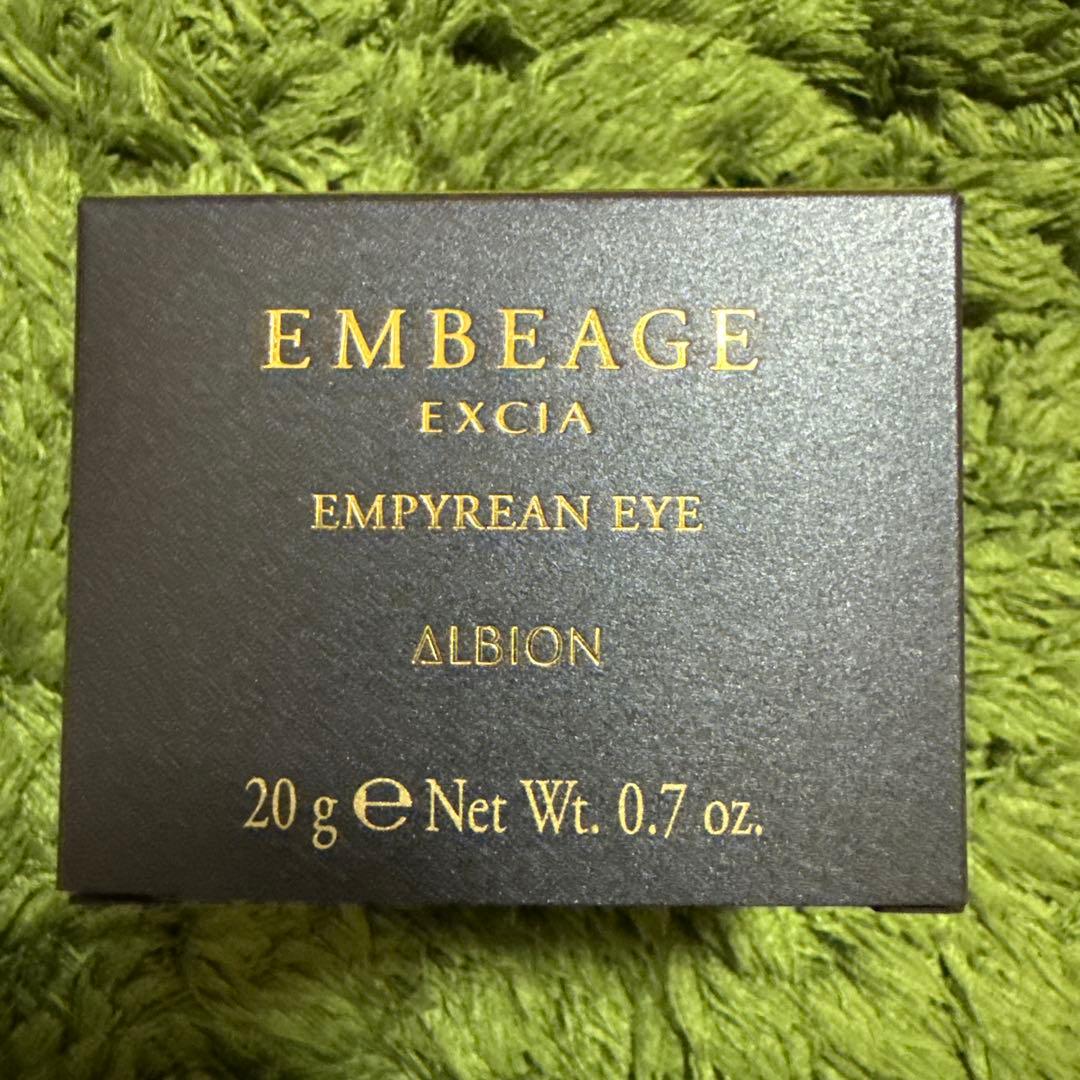 EMBEAGE
EXCIA
EMPYREAN EYE
ALBION
20 g ℮ Net Wt. 0.7 oz.